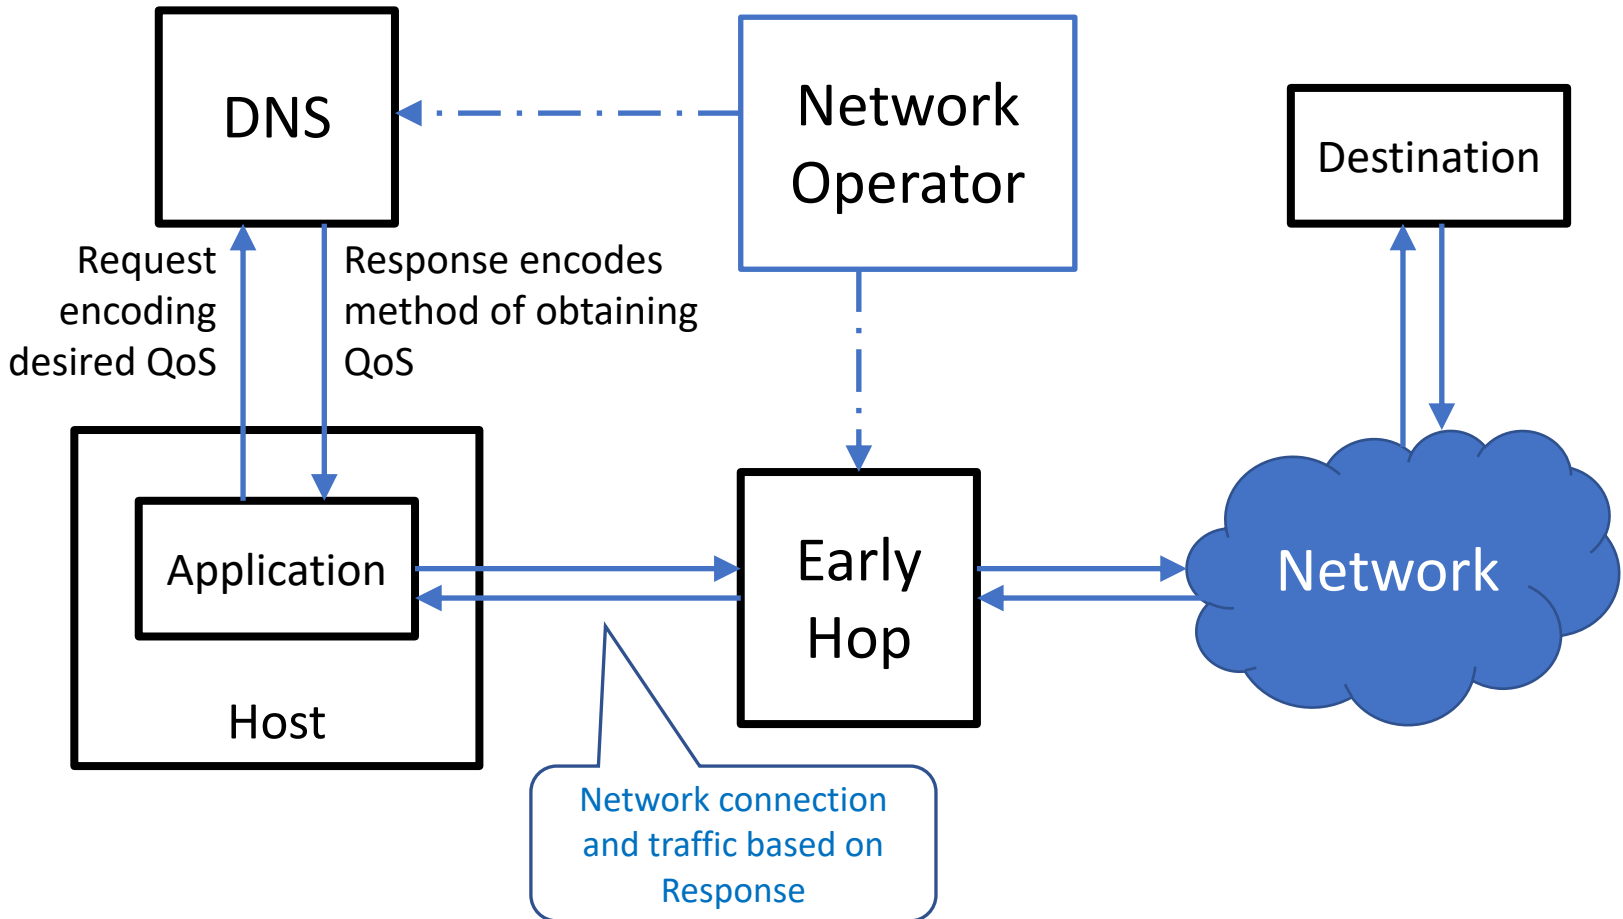 DNS
Network
Operator
Destination
Request
encoding
desired QoS
Response encodes
method of obtaining
QoS
Application
Host
Early
Hop
Network
Network connection
and traffic based on
Response